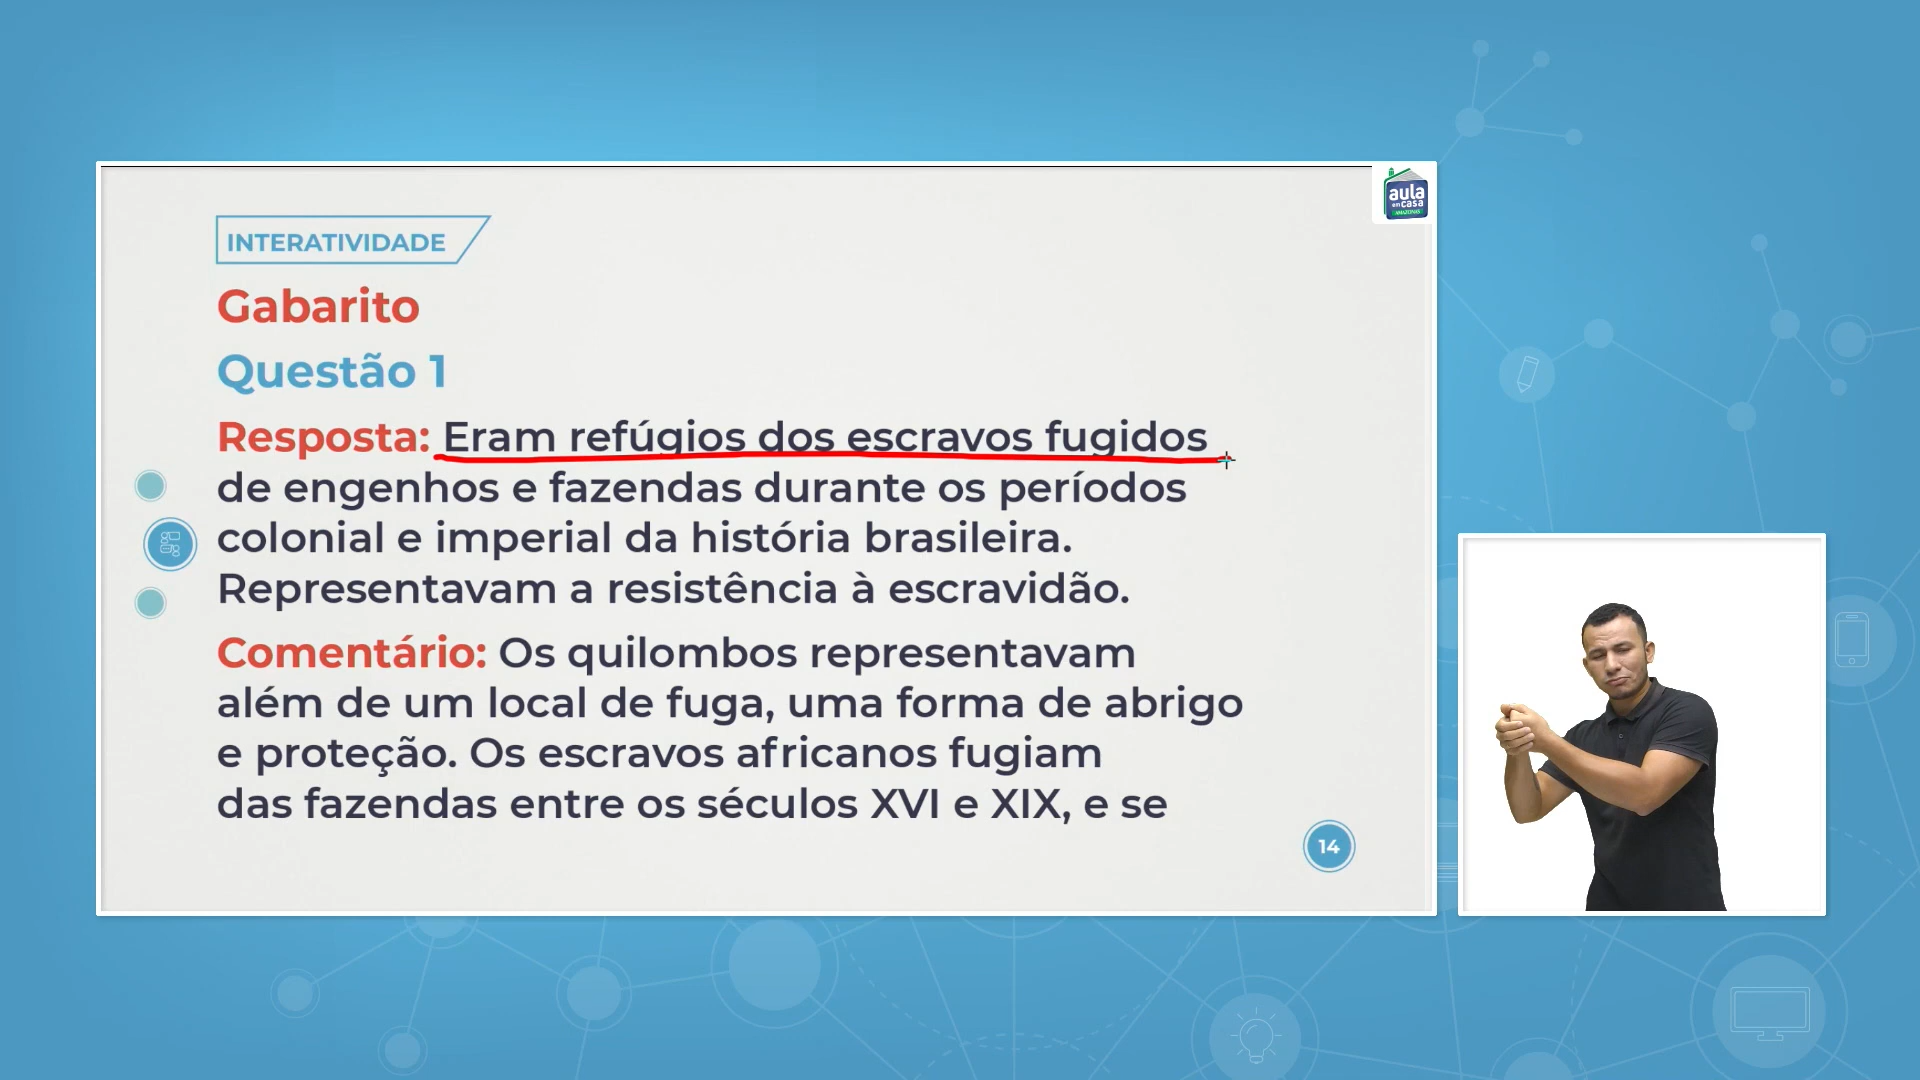 aula
em casa
AMAZONAS
INTERATIVIDADE
Gabarito
Questão 1
Resposta: Eram refúgios dos escravos fugidos
de engenhos e fazendas durante os períodos
colonial e imperial da história brasileira.
Representavam a resistência à escravidão.
Comentário: Os quilombos representavam
além de um local de fuga, uma forma de abrigo
e proteção. Os escravos africanos fugiam
das fazendas entre os séculos XVI e XIX, e se
14